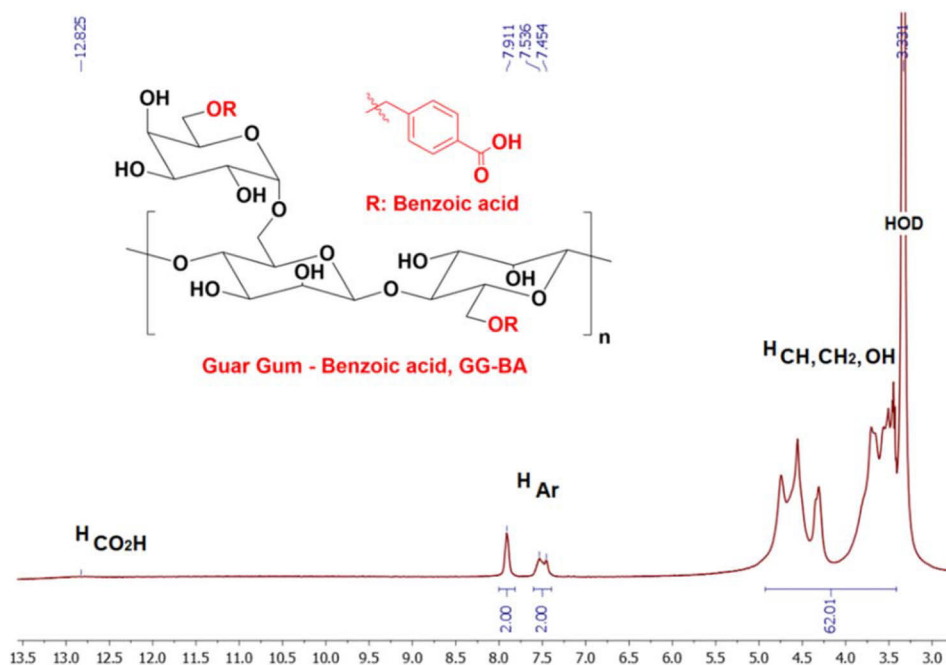 12.825
7.911
7.536
7.454
3.331
OH
OR
O
HO
HO
OH
O
OH
O
R: Benzoic acid
O
HO
OH
O
O
HO
OH
O
OR
n
Guar Gum - Benzoic acid, GG-BA
HOD
H CH, CH2, OH
H Ar
H CO2H
2.00
2.00
62.01
13.5 13.0 12.5 12.0 11.5 11.0 10.5 10.0 9.5 9.0 8.5 8.0 7.5 7.0 6.5 6.0 5.5 5.0 4.5 4.0 3.5 3.0